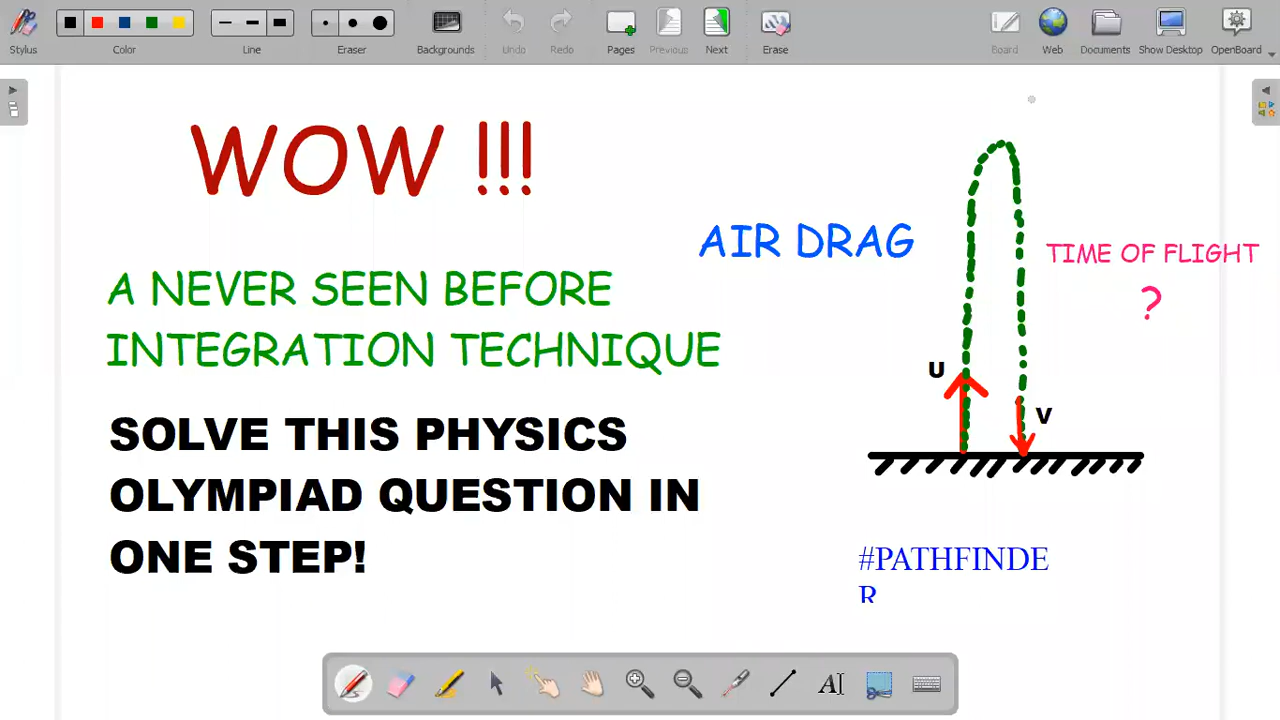 Stylus
Color
Line
Eraser
Backgrounds
Undo
Redo
Pages
Previous
Next
Erase
Board
Web
Documents
Show Desktop
OpenBoard
WOW !!!
AIR DRAG
TIME OF FLIGHT
?
A NEVER SEEN BEFORE
INTEGRATION TECHNIQUE
U
V
SOLVE THIS PHYSICS
OLYMPIAD QUESTION IN
ONE STEP!
#PATHFINDE
R